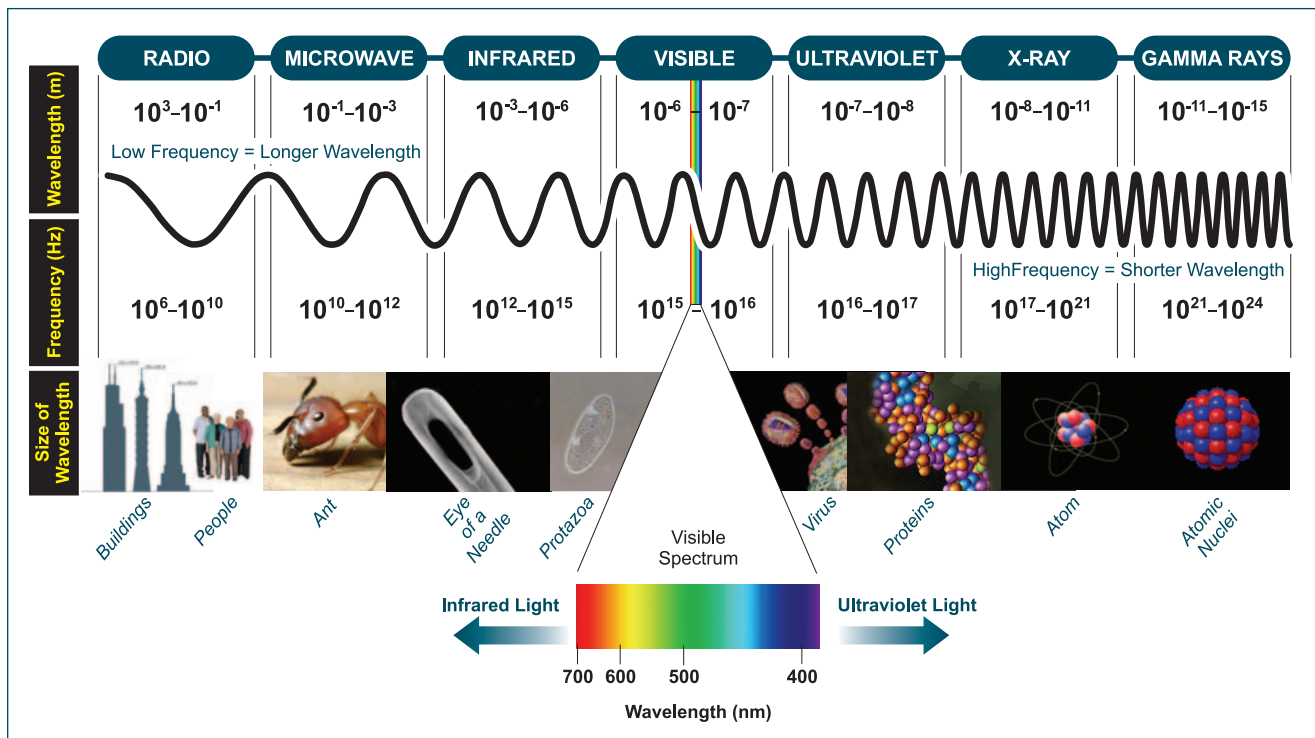 RADIO
MICROWAVE
INFRARED
VISIBLE
ULTRAVIOLET
X-RAY
GAMMA RAYS
Wavelength (m)
10³–10⁻¹
10⁻¹–10⁻³
10⁻³–10⁻⁶
10⁻⁶ – 10⁻⁷
10⁻⁷–10⁻⁸
10⁻⁸–10⁻¹¹
10⁻¹¹–10⁻¹⁵
Low Frequency = Longer Wavelength
Frequency (Hz)
HighFrequency = Shorter Wavelength
10⁶–10¹⁰
10¹⁰–10¹²
10¹²–10¹⁵
10¹⁵ – 10¹⁶
10¹⁶–10¹⁷
10¹⁷–10²¹
10²¹–10²⁴
Size of
Wavelength
Buildings
People
Ant
Eye
of a
Needle
Protazoa
Virus
Proteins
Atom
Atomic
Nuclei
Visible
Spectrum
Infrared Light
Ultraviolet Light
700
600
500
400
Wavelength (nm)